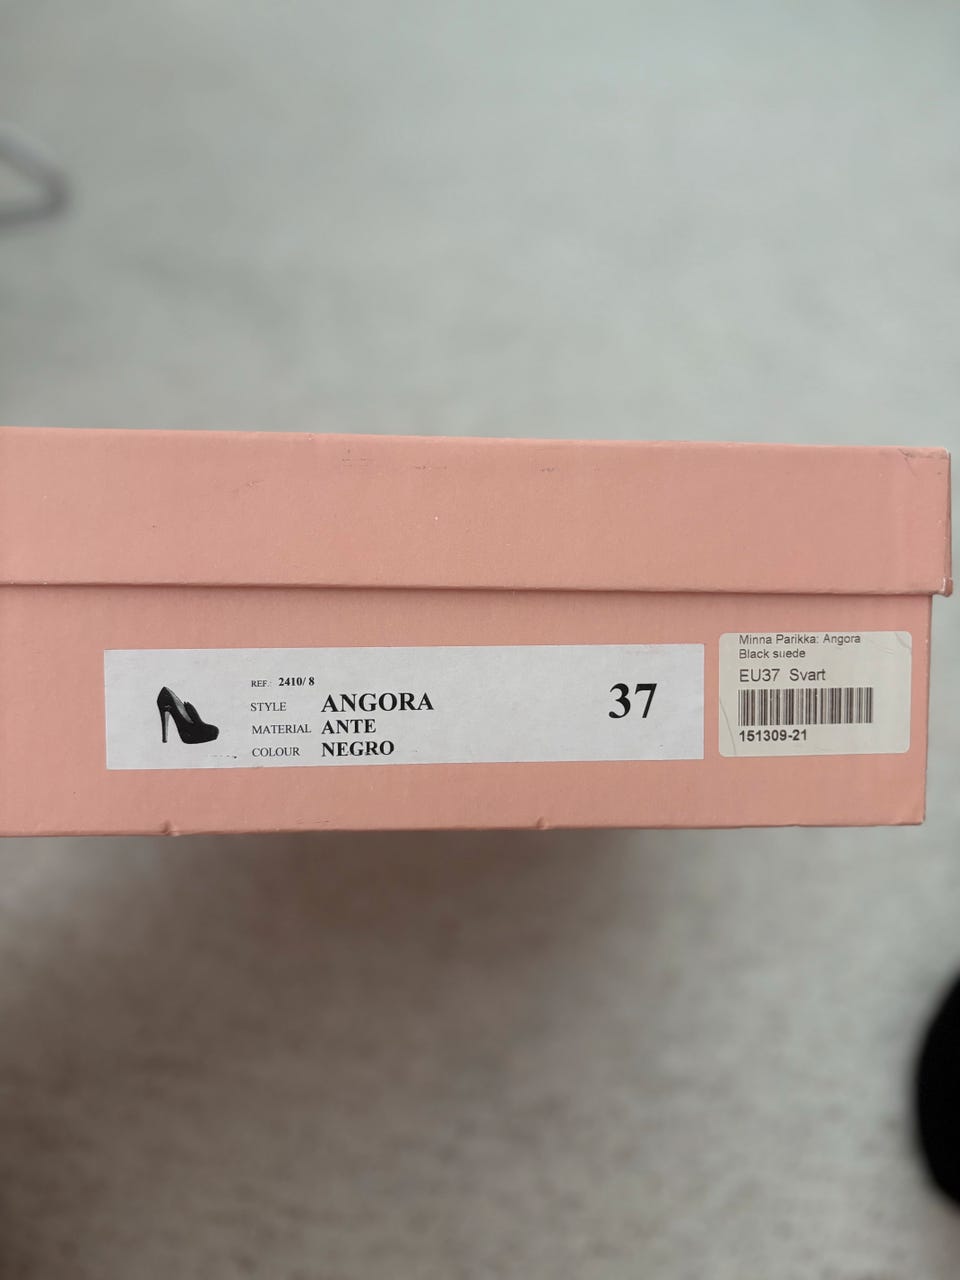 REF.: 2410/ 8
STYLE ANGORA
MATERIAL ANTE
COLOUR NEGRO
37
Minna Parikka: Angora
Black suede
EU37 Svart
151309-21